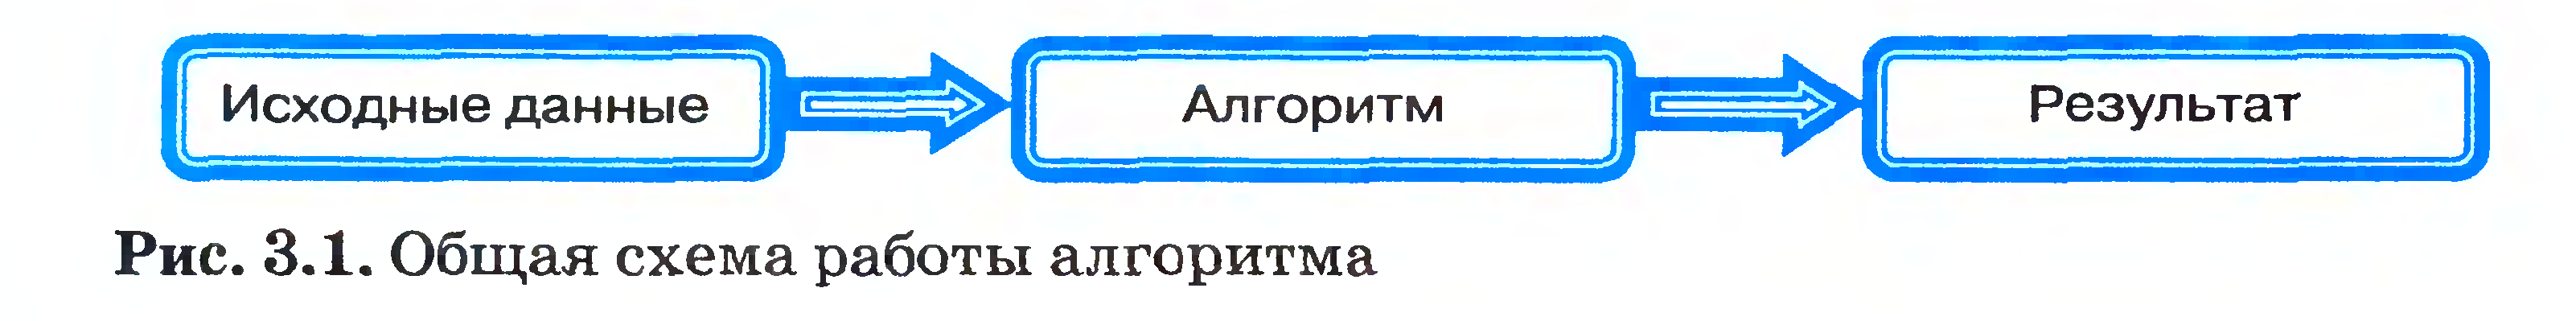 Исходные данные
Алгоритм
Результат
Рис. 3.1. Общая схема работы алгоритма